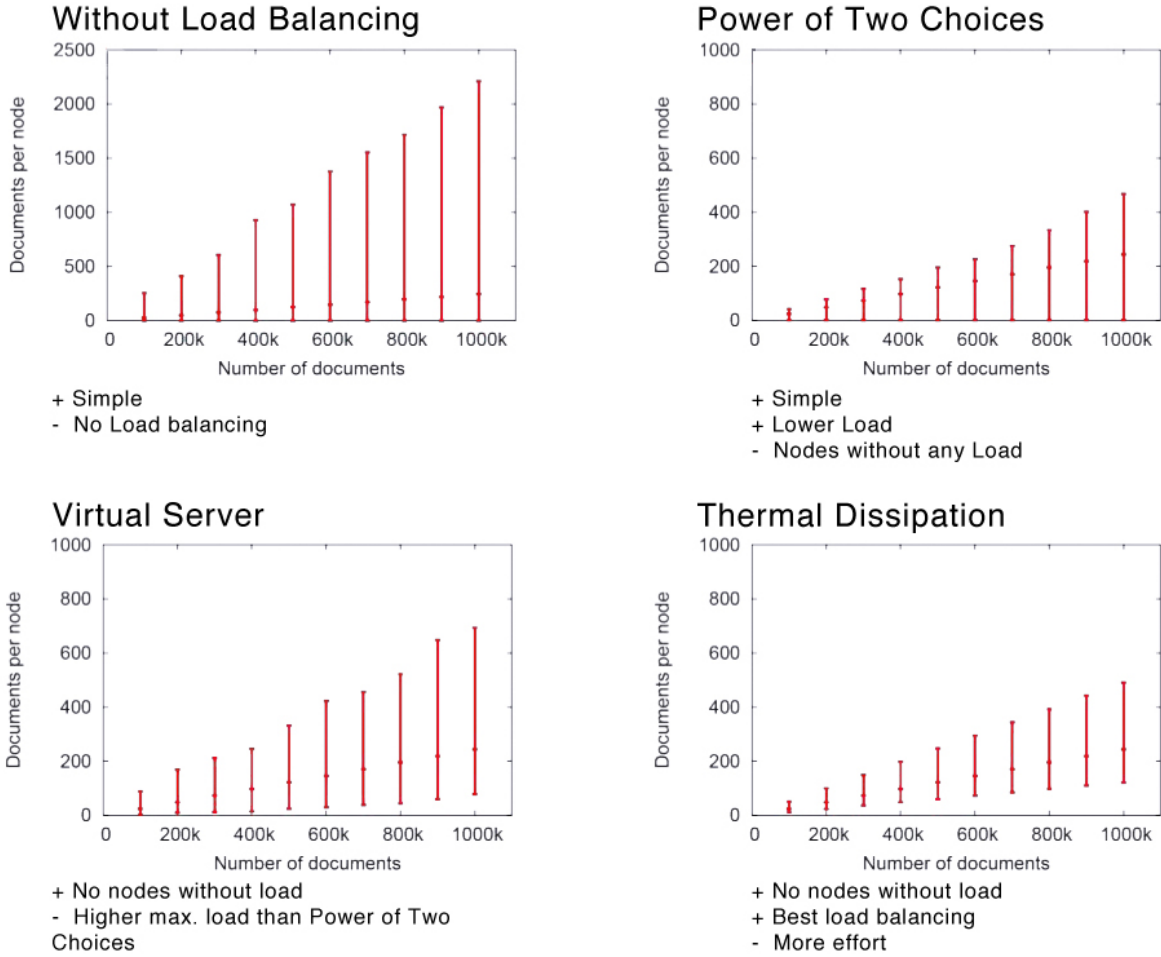 Without Load Balancing
2500
2000
1500
1000
500
0
Documents per node
0 200k 400k 600k 800k 1000k
Number of documents
+ Simple
- No Load balancing
Power of Two Choices
1000
800
600
400
200
0
Documents per node
0 200k 400k 600k 800k 1000k
Number of documents
+ Simple
+ Lower Load
- Nodes without any Load
Virtual Server
1000
800
600
400
200
0
Documents per node
0 200k 400k 600k 800k 1000k
Number of documents
+ No nodes without load
- Higher max. load than Power of Two
Choices
Thermal Dissipation
1000
800
600
400
200
0
Documents per node
0 200k 400k 600k 800k 1000k
Number of documents
+ No nodes without load
+ Best load balancing
- More effort